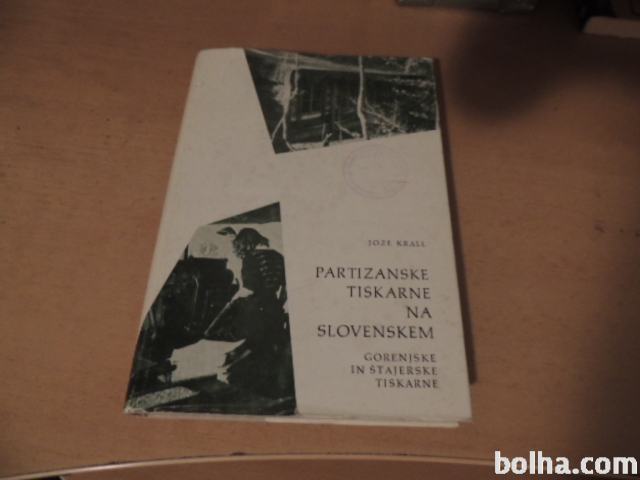 JOŽE KRALL
PARTIZANSKE
TISKARNE
NA
SLOVENSKEM
GORENJSKE
IN ŠTAJERSKE
TISKARNE
bolha.com